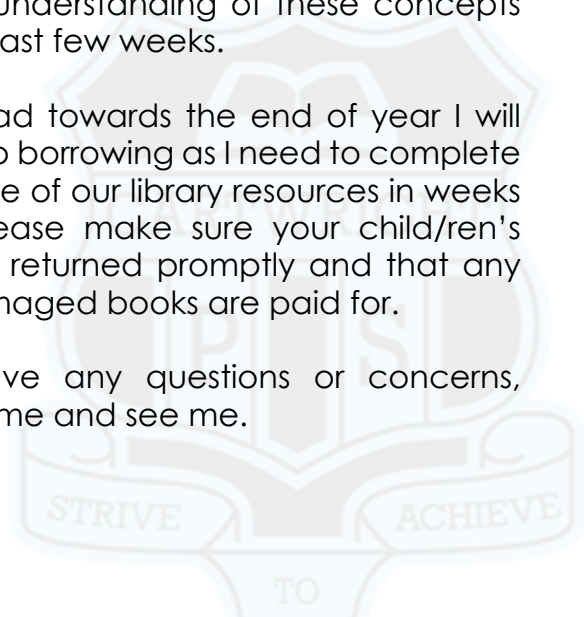 understanding of these concepts
ast few weeks.
ad towards the end of year I will
o borrowing as I need to complete
e of our library resources in weeks
ease make sure your child/ren's
returned promptly and that any
maged books are paid for.
ve any questions or concerns,
me and see me.
CARTWRIGHT
P S
STRIVE
ACHIEVE
TO